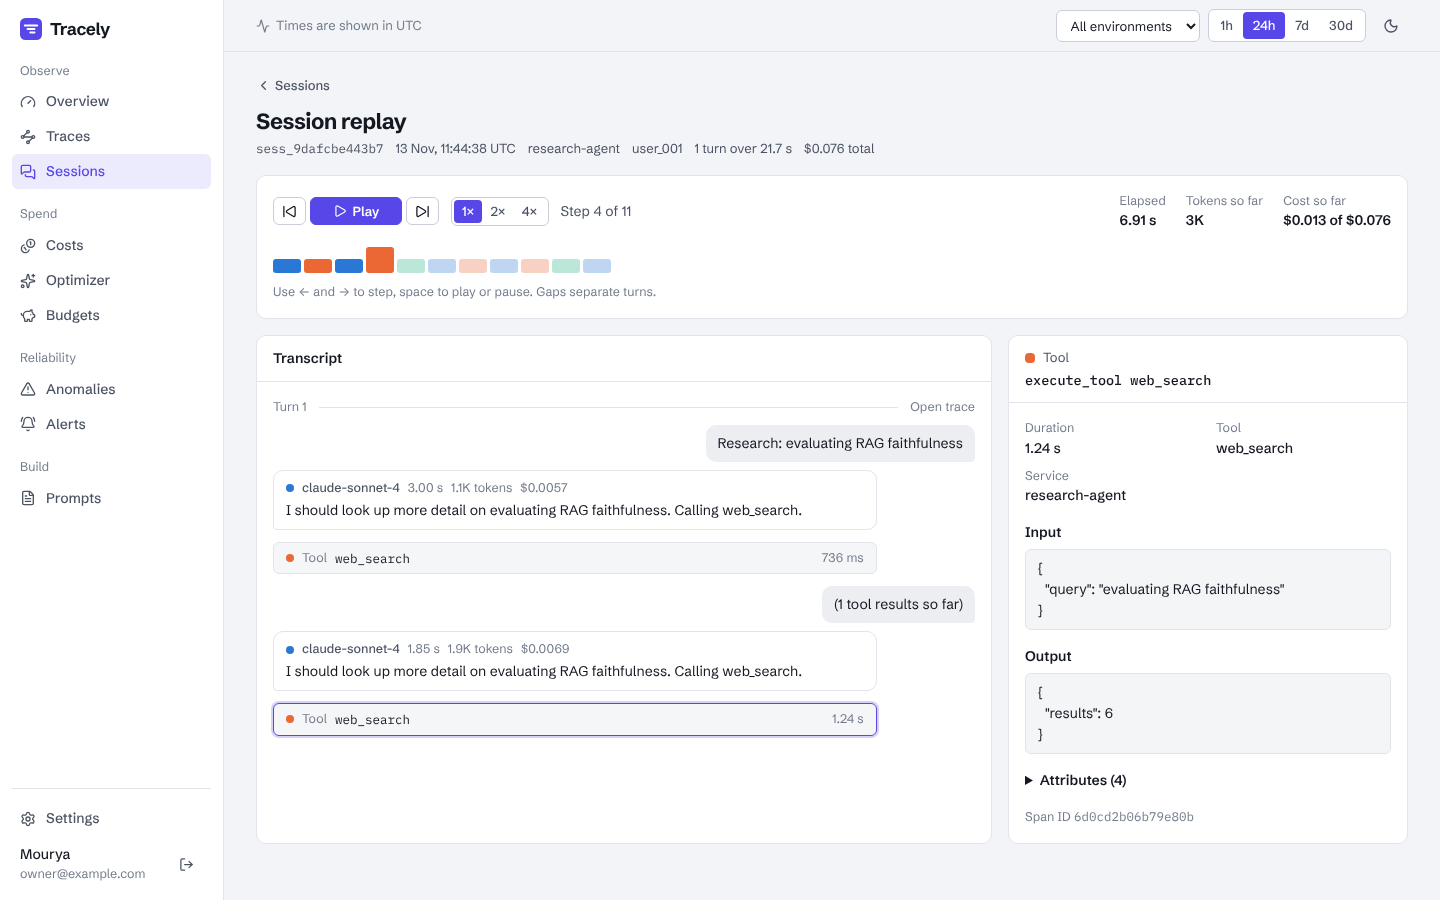 Tracely
Observe
Overview
Traces
Sessions
Spend
Costs
Optimizer
Budgets
Reliability
Anomalies
Alerts
Build
Prompts
Settings
Mourya
owner@example.com
Times are shown in UTC
All environments
1h 24h 7d 30d
Sessions
Session replay
sess_9dafcbe443b7 13 Nov, 11:44:38 UTC research-agent user_001 1 turn over 21.7 s $0.076 total
Play 1× 2× 4× Step 4 of 11
Elapsed Tokens so far Cost so far
6.91 s 3K $0.013 of $0.076
Use ← and → to step, space to play or pause. Gaps separate turns.
Transcript
Turn 1 Open trace
Research: evaluating RAG faithfulness
claude-sonnet-4 3.00 s 1.1K tokens $0.0057
I should look up more detail on evaluating RAG faithfulness. Calling web_search.
Tool web_search 736 ms
(1 tool results so far)
claude-sonnet-4 1.85 s 1.9K tokens $0.0069
I should look up more detail on evaluating RAG faithfulness. Calling web_search.
Tool web_search 1.24 s
Tool
execute_tool web_search
Duration Tool
1.24 s web_search
Service
research-agent
Input
{
"query": "evaluating RAG faithfulness"
}
Output
{
"results": 6
}
Attributes (4)
Span ID 6d0cd2b06b79e80b